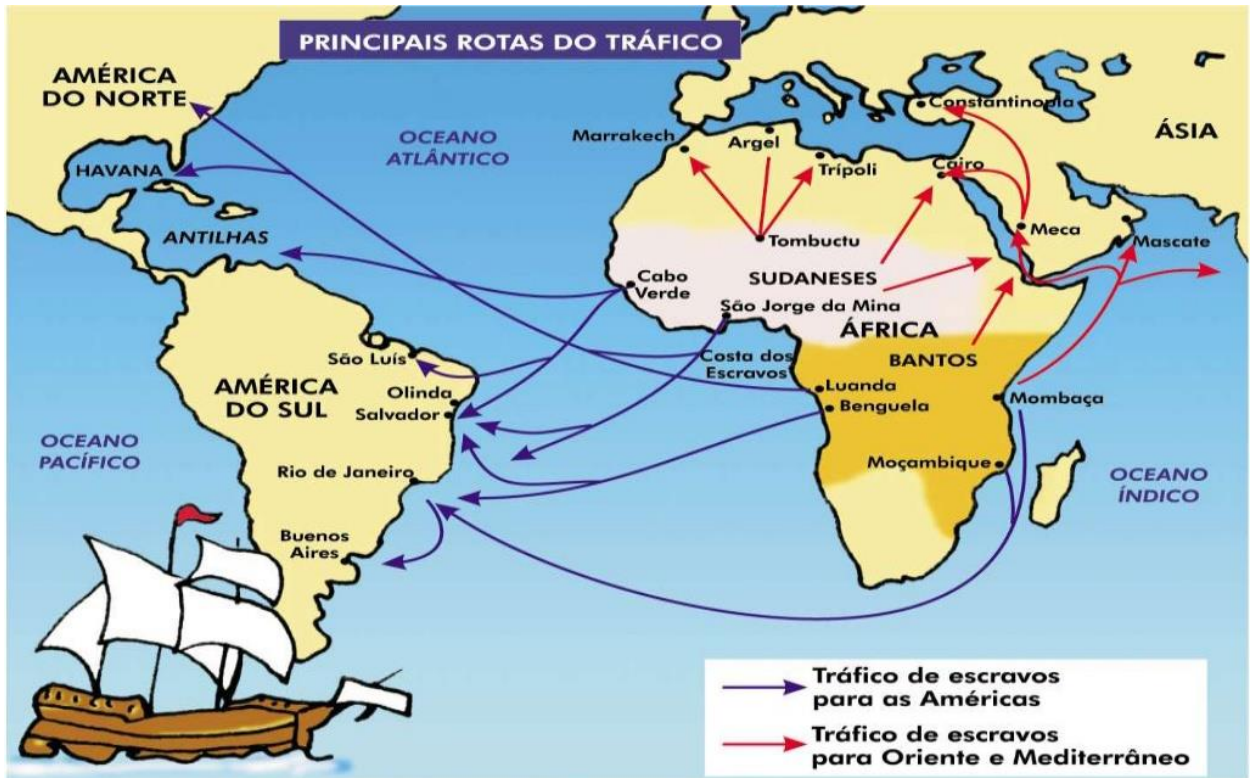 PRINCIPAIS ROTAS DO TRÁFICO
AMÉRICA
DO NORTE
OCEANO
ATLÂNTICO
HAVANA
ANTILHAS
Marrakech
Argel
Trípoli
Constantinopla
Cairo
ÁSIA
Meca
Mascate
Tombuctu
SUDANESES
Cabo
Verde
São Jorge da Mina
ÁFRICA
Costa dos
Escravos
BANTOS
Luanda
Benguela
Mombaça
Moçambique
OCEANO
ÍNDICO
São Luís
AMÉRICA
DO SUL
Olinda
Salvador
OCEANO
PACÍFICO
Rio de Janeiro
Buenos
Aires
Tráfico de escravos
para as Américas
Tráfico de escravos
para Oriente e Mediterrâneo